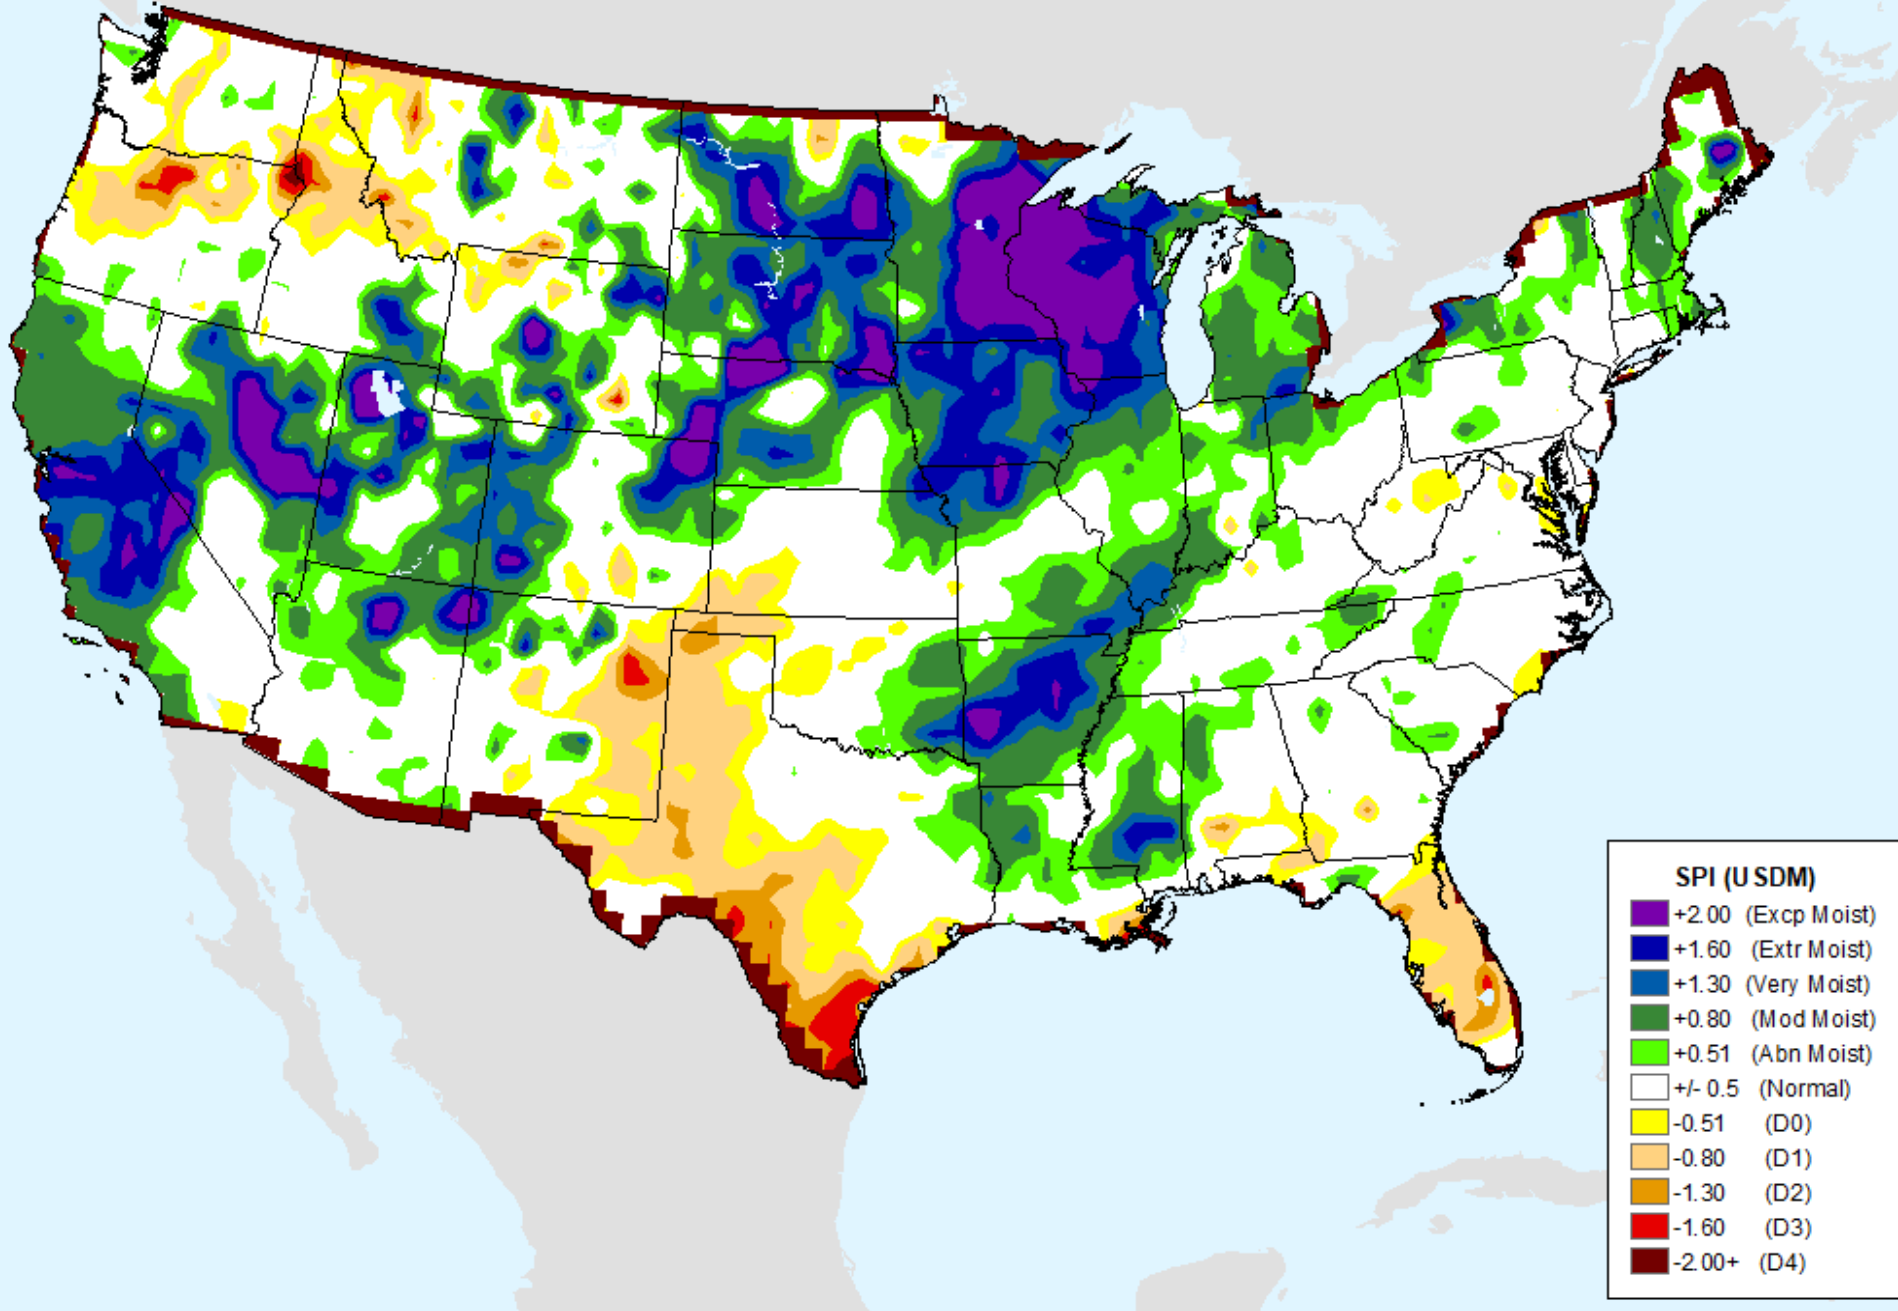 SPI (USDM)
+2.00 (Excp Moist)
+1.60 (Extr Moist)
+1.30 (Very Moist)
+0.80 (Mod Moist)
+0.51 (Abn Moist)
+/- 0.5 (Normal)
-0.51 (D0)
-0.80 (D1)
-1.30 (D2)
-1.60 (D3)
-2.00+ (D4)